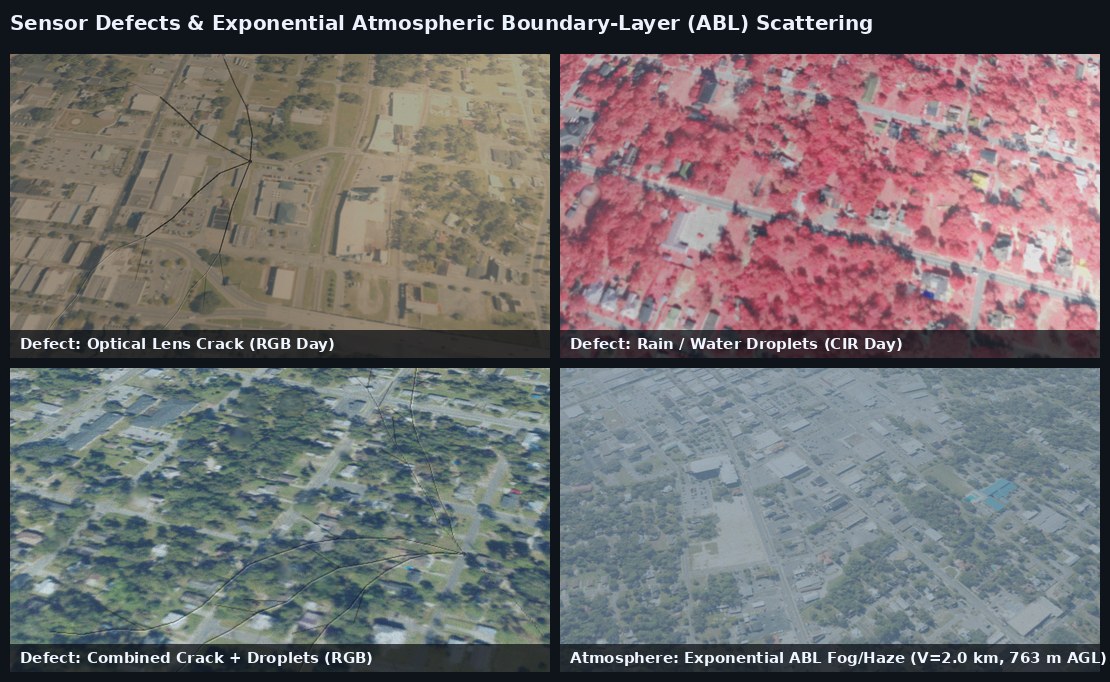 Sensor Defects & Exponential Atmospheric Boundary-Layer (ABL) Scattering
Defect: Optical Lens Crack (RGB Day)
Defect: Rain / Water Droplets (CIR Day)
Defect: Combined Crack + Droplets (RGB)
Atmosphere: Exponential ABL Fog/Haze (V=2.0 km, 763 m AGL)